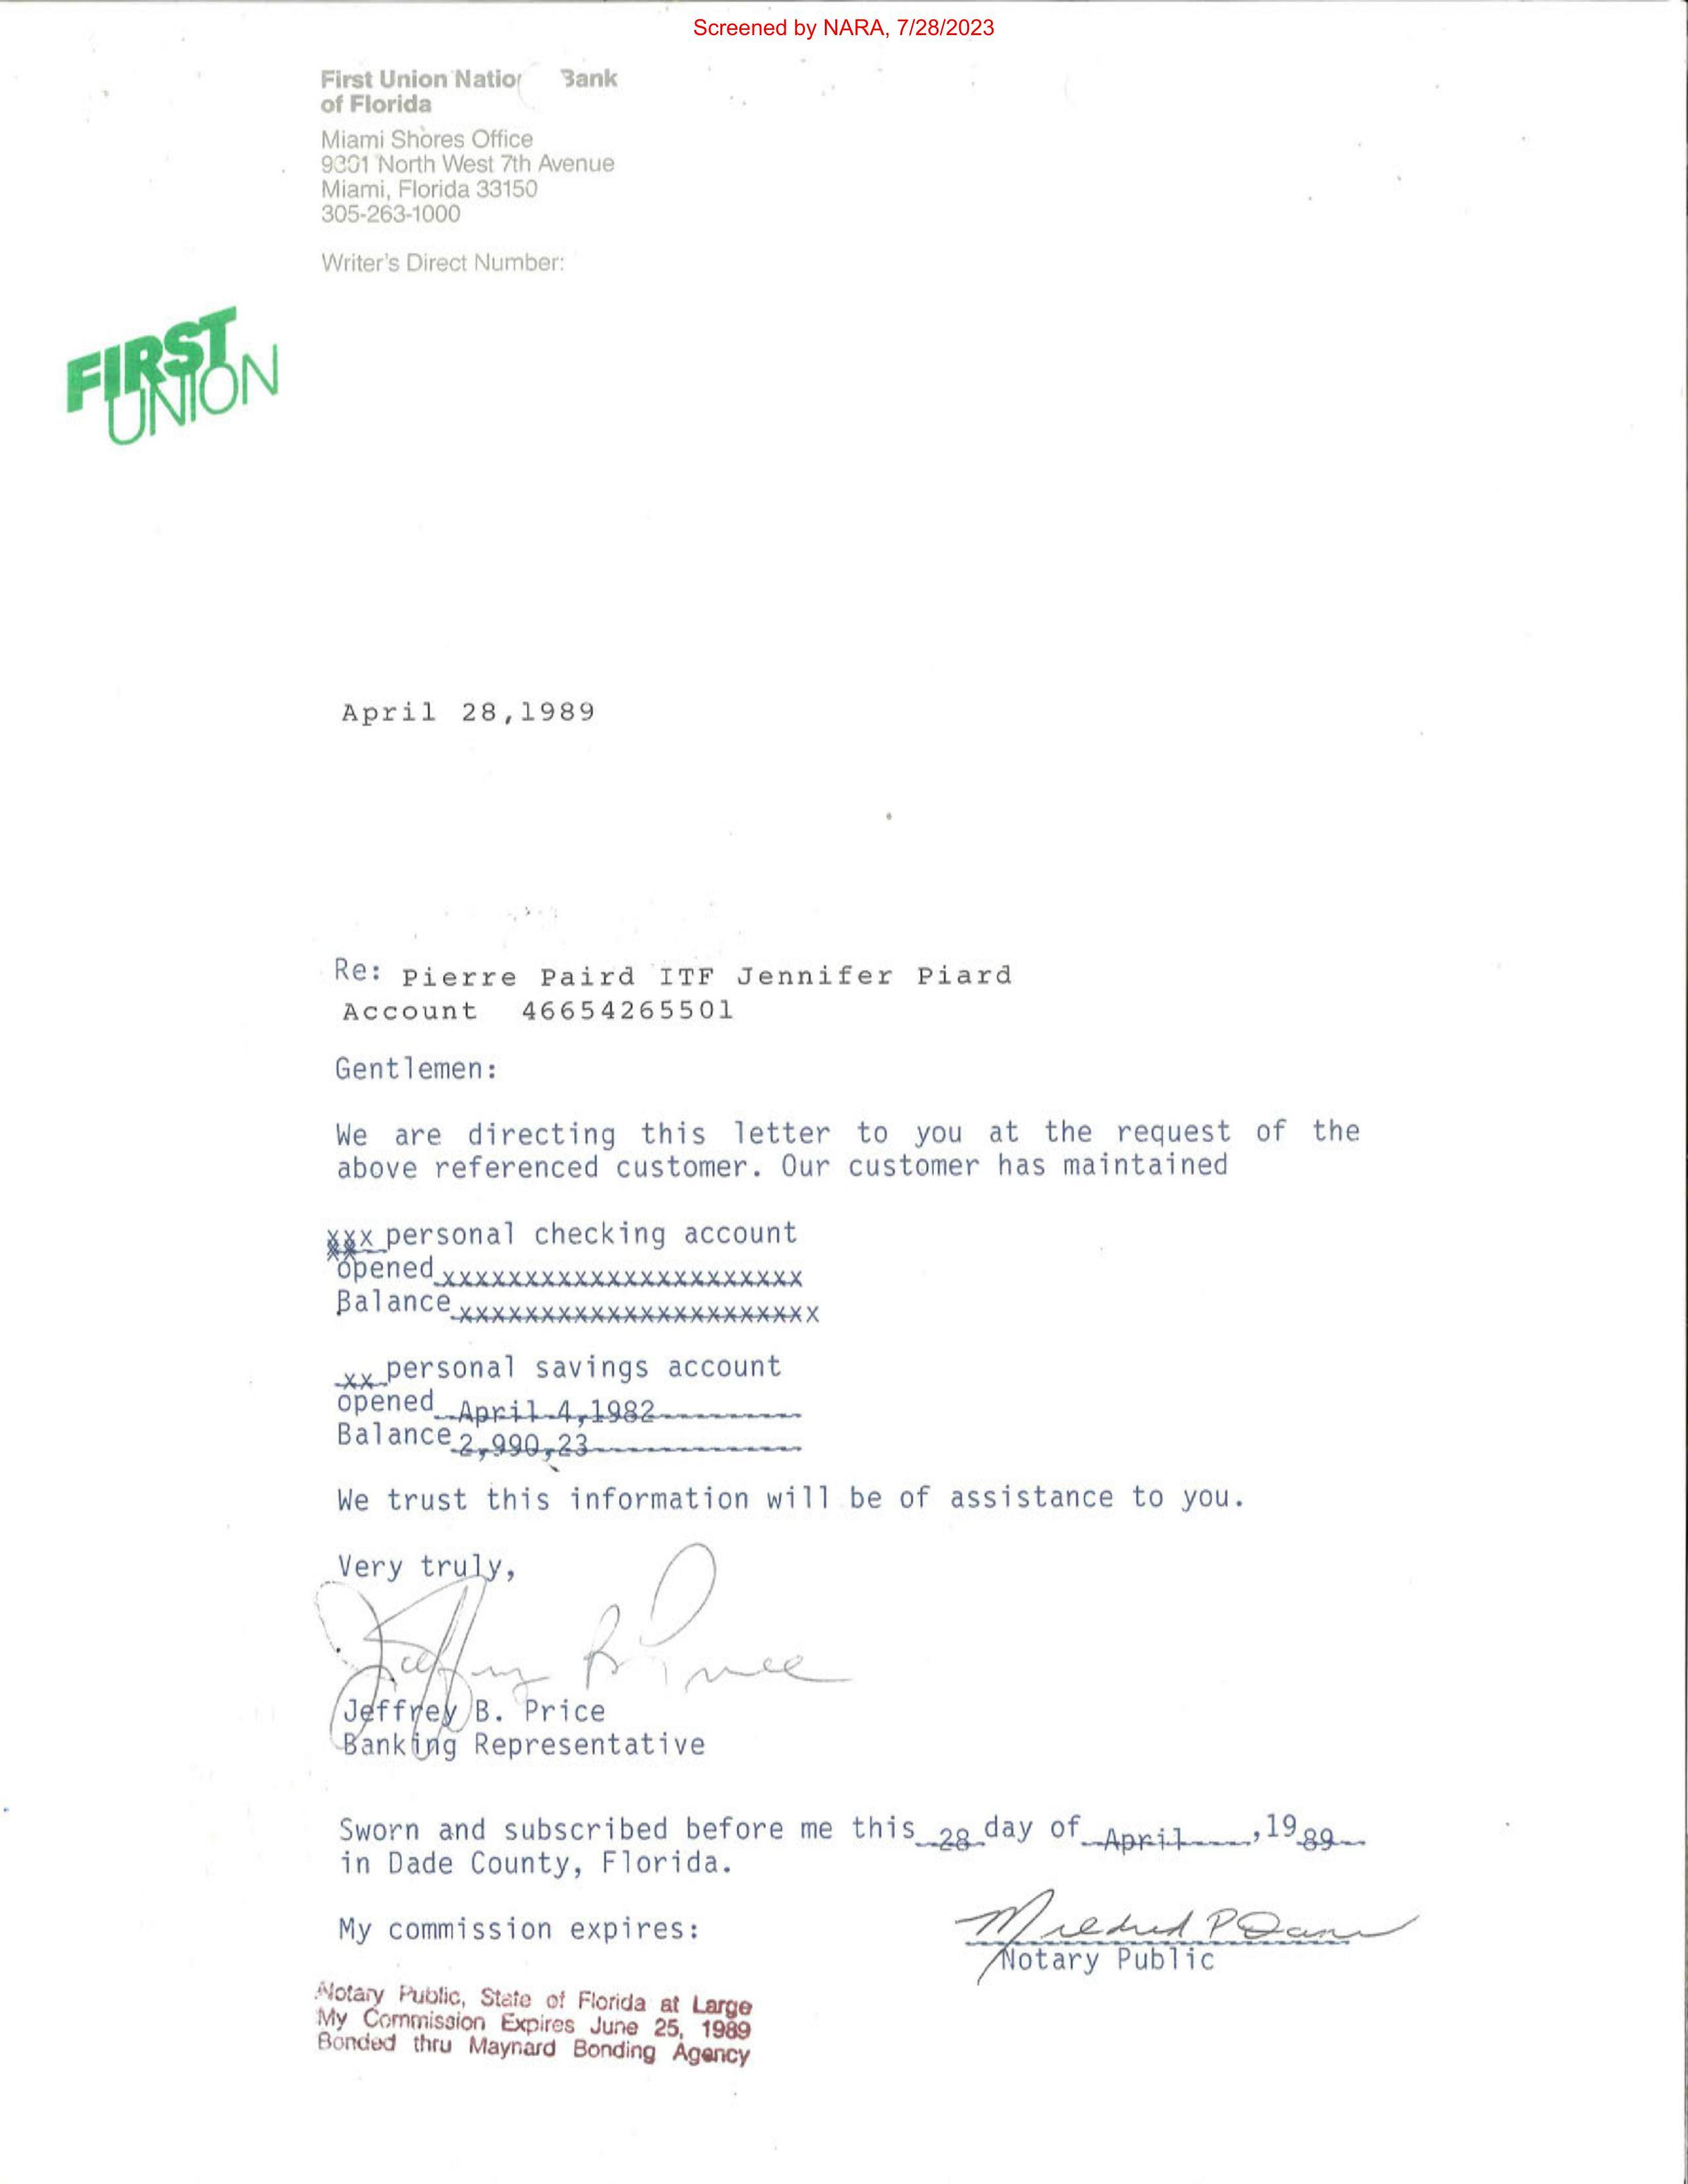 Screened by NARA, 7/28/2023
First Union Natio Bank
of Florida
Miami Shores Office
9301 North West 7th Avenue
Miami, Florida 33150
305-263-1000
Writer's Direct Number:
FIRST
UNION
April 28,1989
Re: Pierre Paird ITF Jennifer Piard
Account 46654265501
Gentlemen:
We are directing this letter to you at the request of the
above referenced customer. Our customer has maintained
xxx personal checking account
opened xxxxxxxxxxxxxxxxxxxxxx
Balance xxxxxxxxxxxxxxxxxxxxxx
xx personal savings account
opened April 4,1982
Balance 2,990,23
We trust this information will be of assistance to you.
Very truly,
Jeffrey B Price
Jeffrey B. Price
Banking Representative
Sworn and subscribed before me this 28 day of April ,19 89
in Dade County, Florida.
My commission expires:
Mildred P
Notary Public
Notary Public, State of Florida at Large
My Commission Expires June 25, 1989
Bonded thru Maynard Bonding Agency